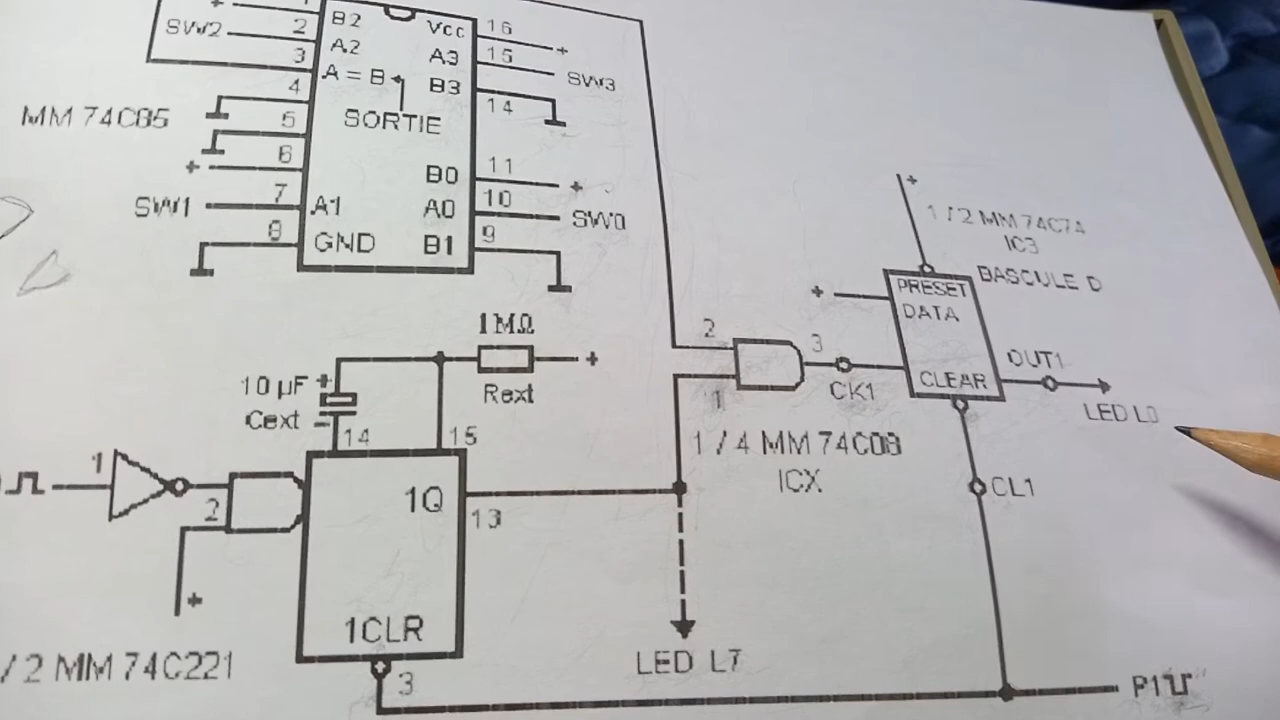 +
B2
Vcc
16
+
SW2
2
A2
A3
15
SW3
3
A = B
B3
14
4
MM 74C85
5
SORTIE
6
+
B0
11
+
SW1
7
A1
A0
10
SW0
8
GND
B1
9
+
1 / 2 MM 74C74
IC3
BASCULE D
+
PRESET
DATA
CLEAR
OUT1
LED L0
1MΩ
+
Rext
10 µF
+
Cext
-
14
15
2
3
1
CK1
1 / 4 MM 74C08
ICX
CL1
1
2
+
1Q
13
1CLR
3
LED L7
/ 2 MM 74C221
P1